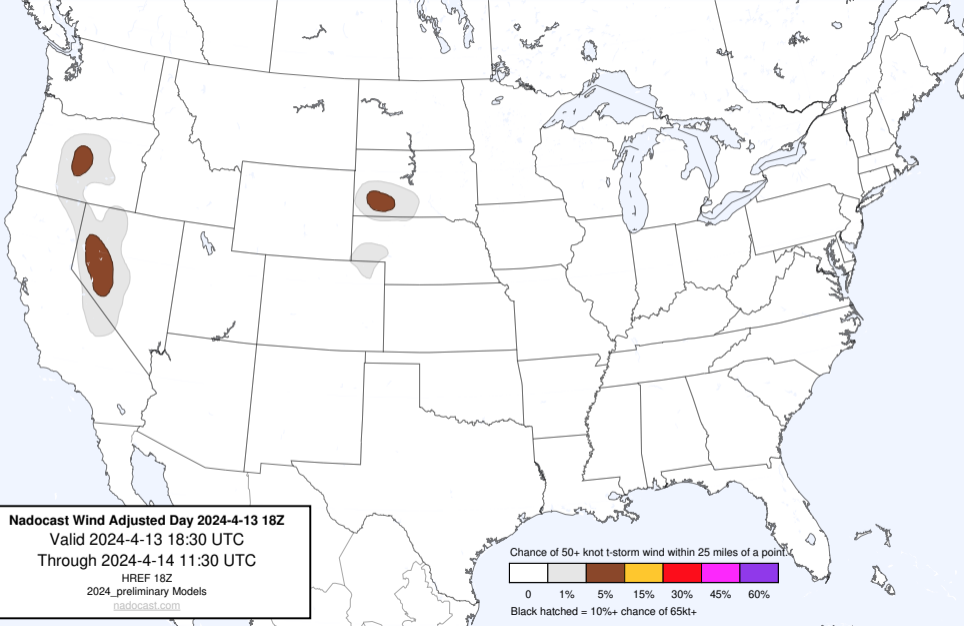 Nadocast Wind Adjusted Day 2024-4-13 18Z
Valid 2024-4-13 18:30 UTC
Through 2024-4-14 11:30 UTC
HREF 18Z
2024_preliminary Models
nadocast.com
Chance of 50+ knot t-storm wind within 25 miles of a point.
0 1% 5% 15% 30% 45% 60%
Black hatched = 10%+ chance of 65kt+